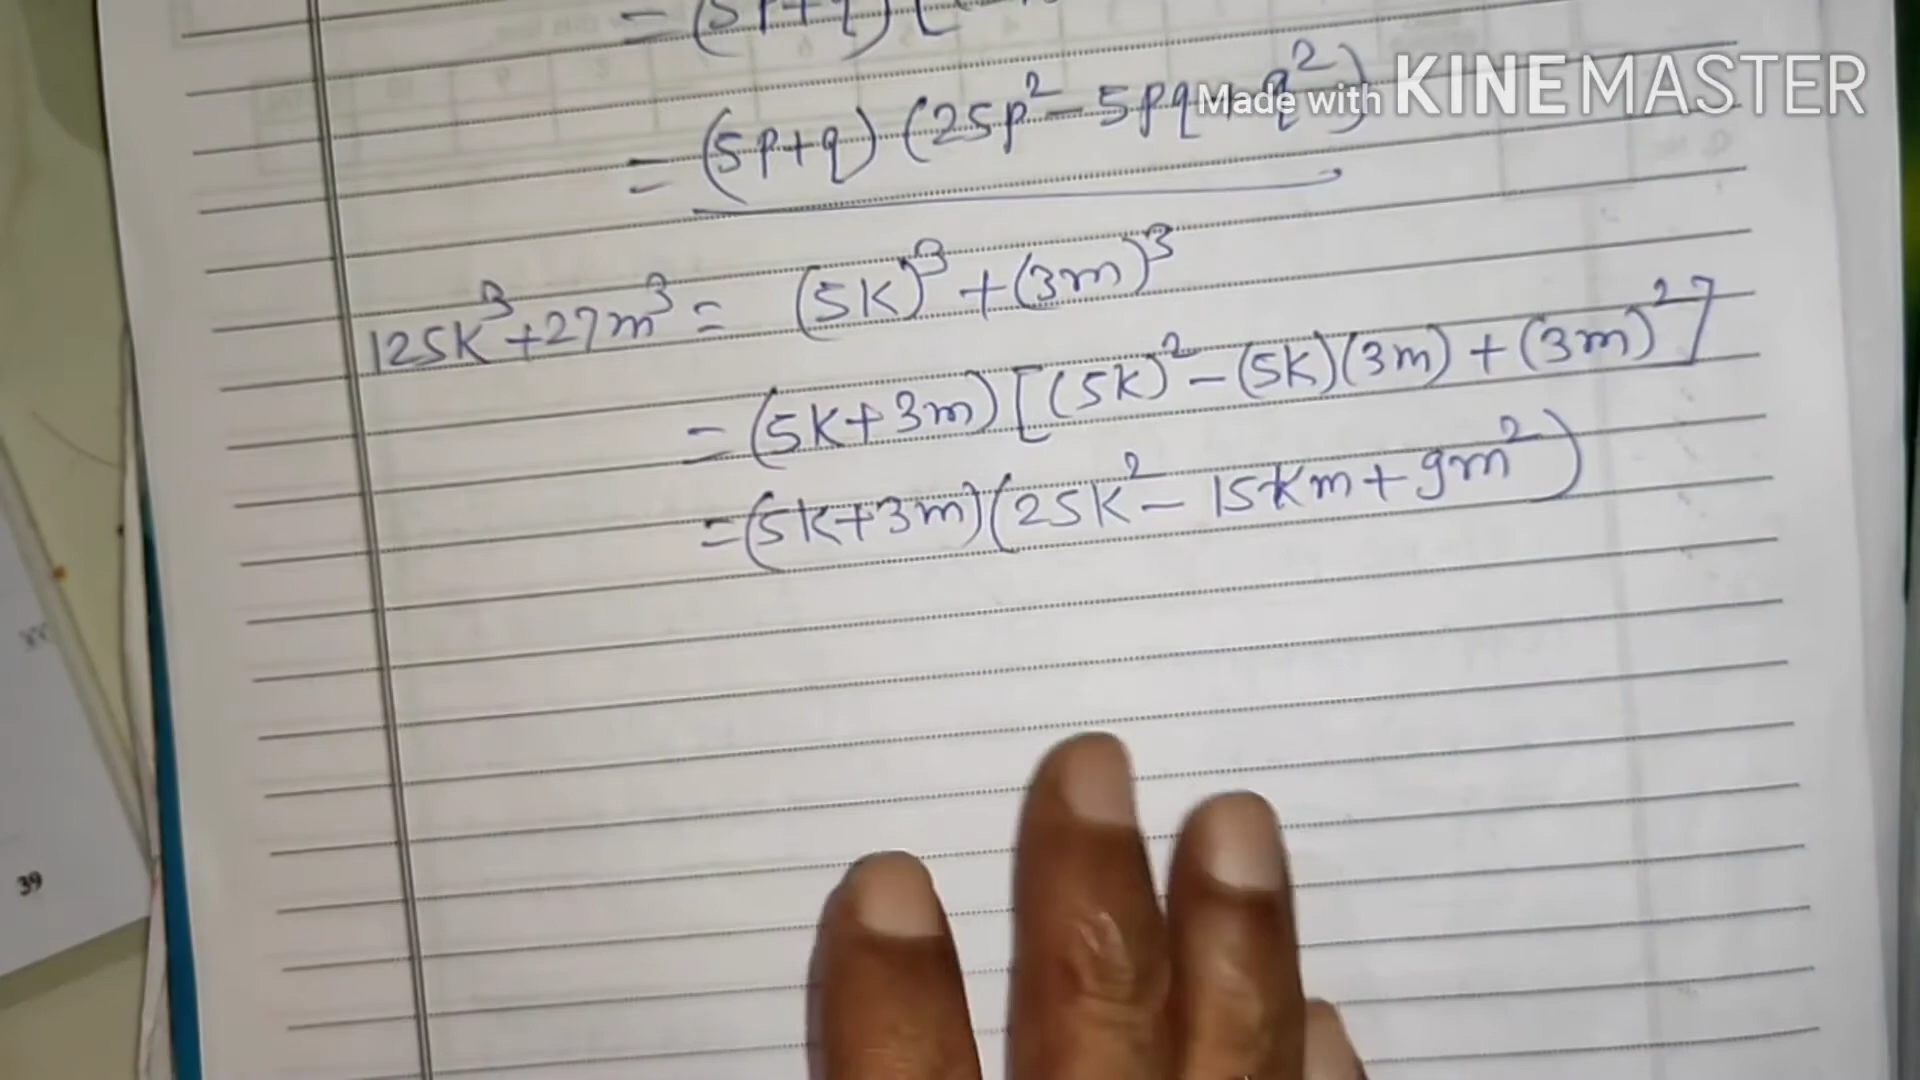 = (5p+q) [
= (5p+q) (25p² - 5pq + q²)
Made with KINEMASTER
125k³+27m³ = (5k)³ + (3m)³
= (5k+3m) [(5k)² - (5k)(3m) + (3m)²]
= (5k+3m) (25k² - 15km + 9m²)
39